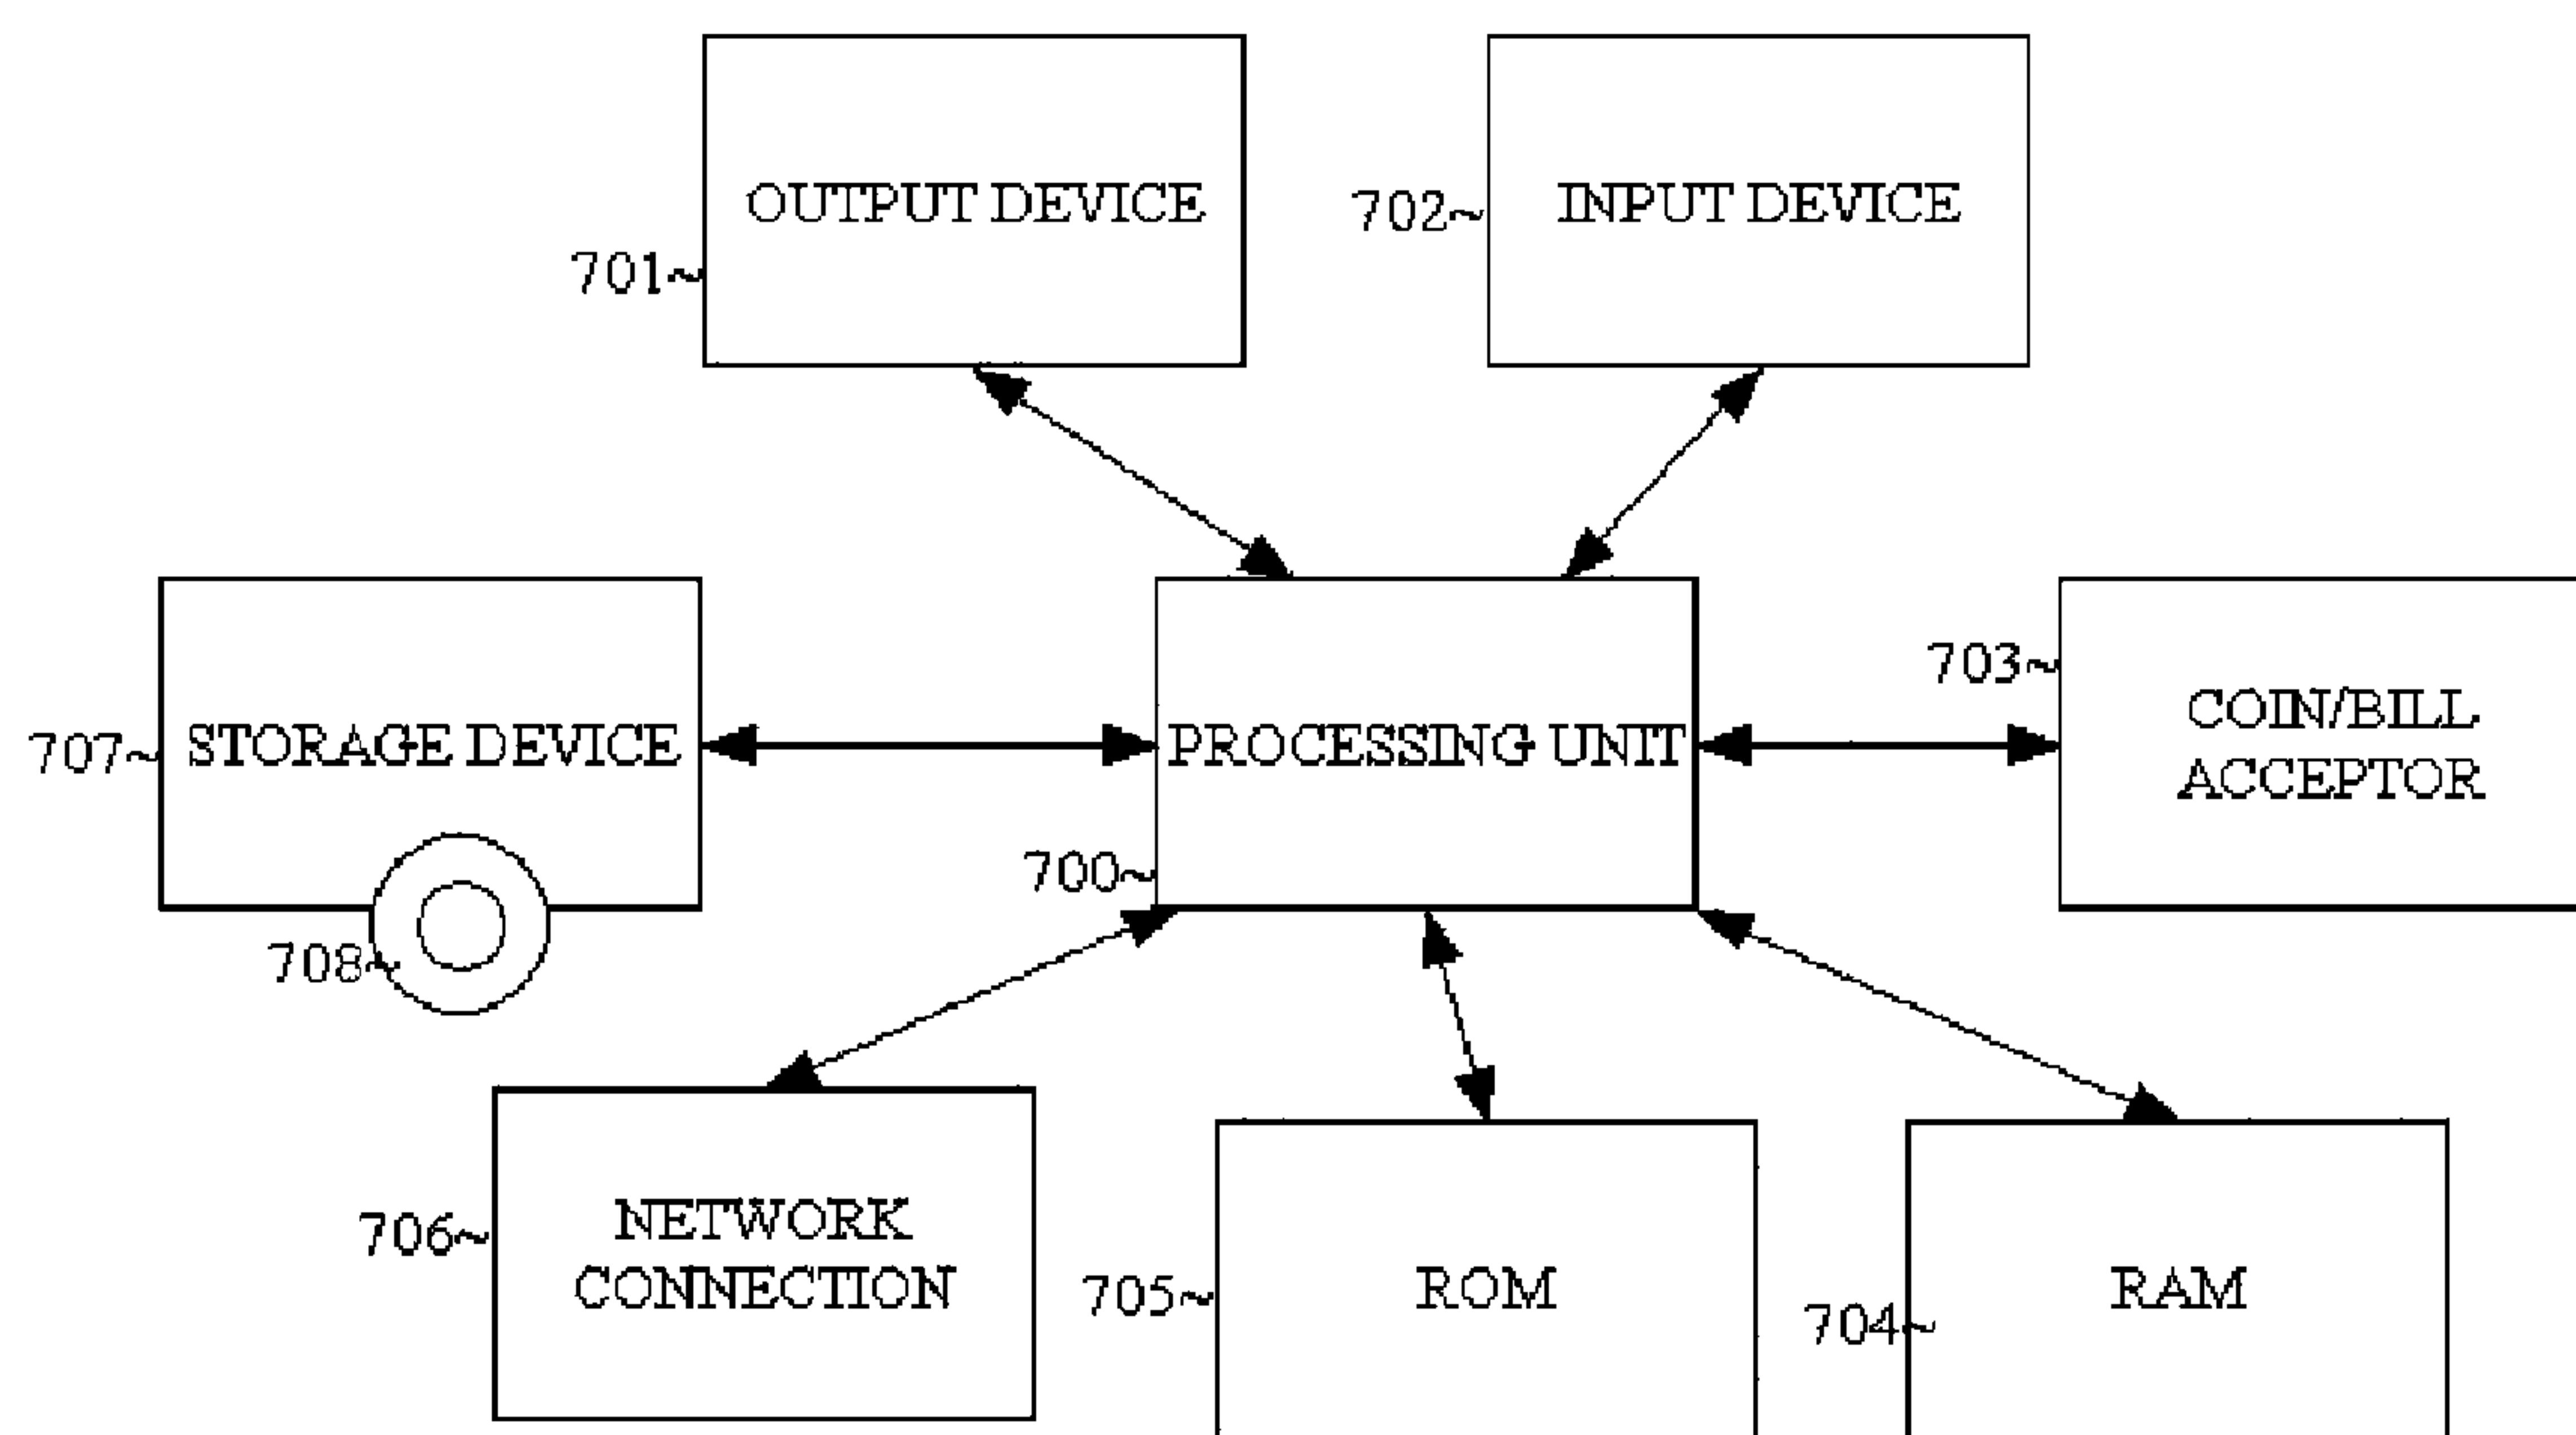 OUTPUT DEVICE
701~
702~
INPUT DEVICE
707~
STORAGE DEVICE
708~
PROCESSING UNIT
700~
703~
COIN/BILL
ACCEPTOR
706~
NETWORK
CONNECTION
705~
ROM
704~
RAM